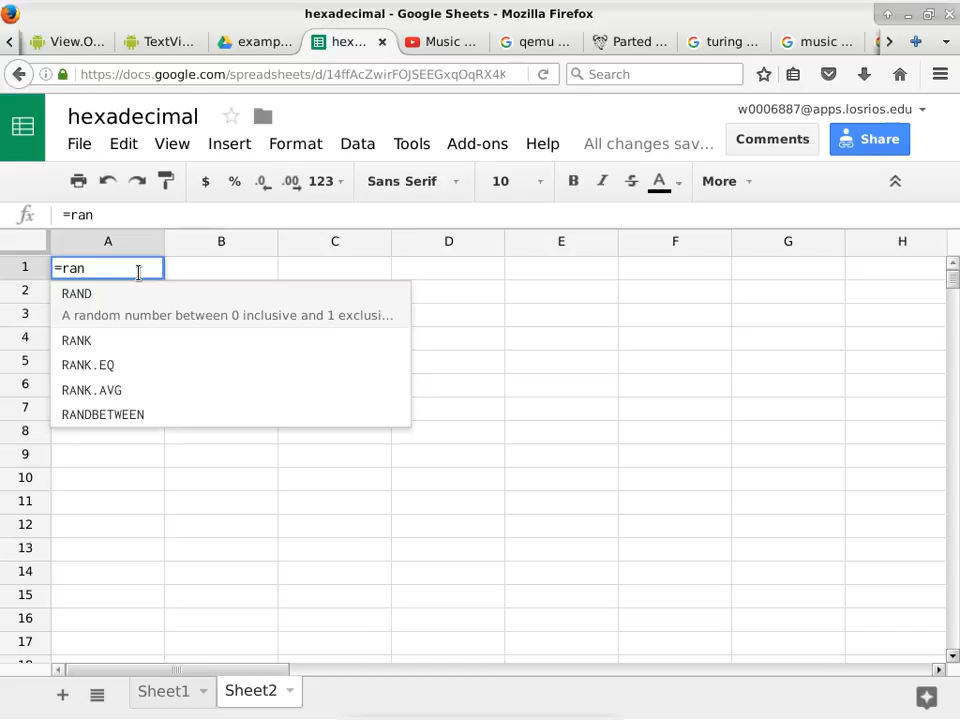 hexadecimal - Google Sheets - Mozilla Firefox
View.O... TextVi... examp... hex... Music ... qemu ... Parted ... turing ... music ...
https://docs.google.com/spreadsheets/d/14ffAcZwirFOJSEEGxqOqRX4k Search
hexadecimal
w0006887@apps.losrios.edu
File Edit View Insert Format Data Tools Add-ons Help All changes sav...
Comments Share
$ % .0 .00 123 Sans Serif 10 B I S A More
fx =ran
A B C D E F G H
1 =ran
2 RAND
3 A random number between 0 inclusive and 1 exclusi...
4 RANK
5 RANK.EQ
6 RANK.AVG
7 RANDBETWEEN
8
9
10
11
12
13
14
15
16
17
18
+ Sheet1 Sheet2